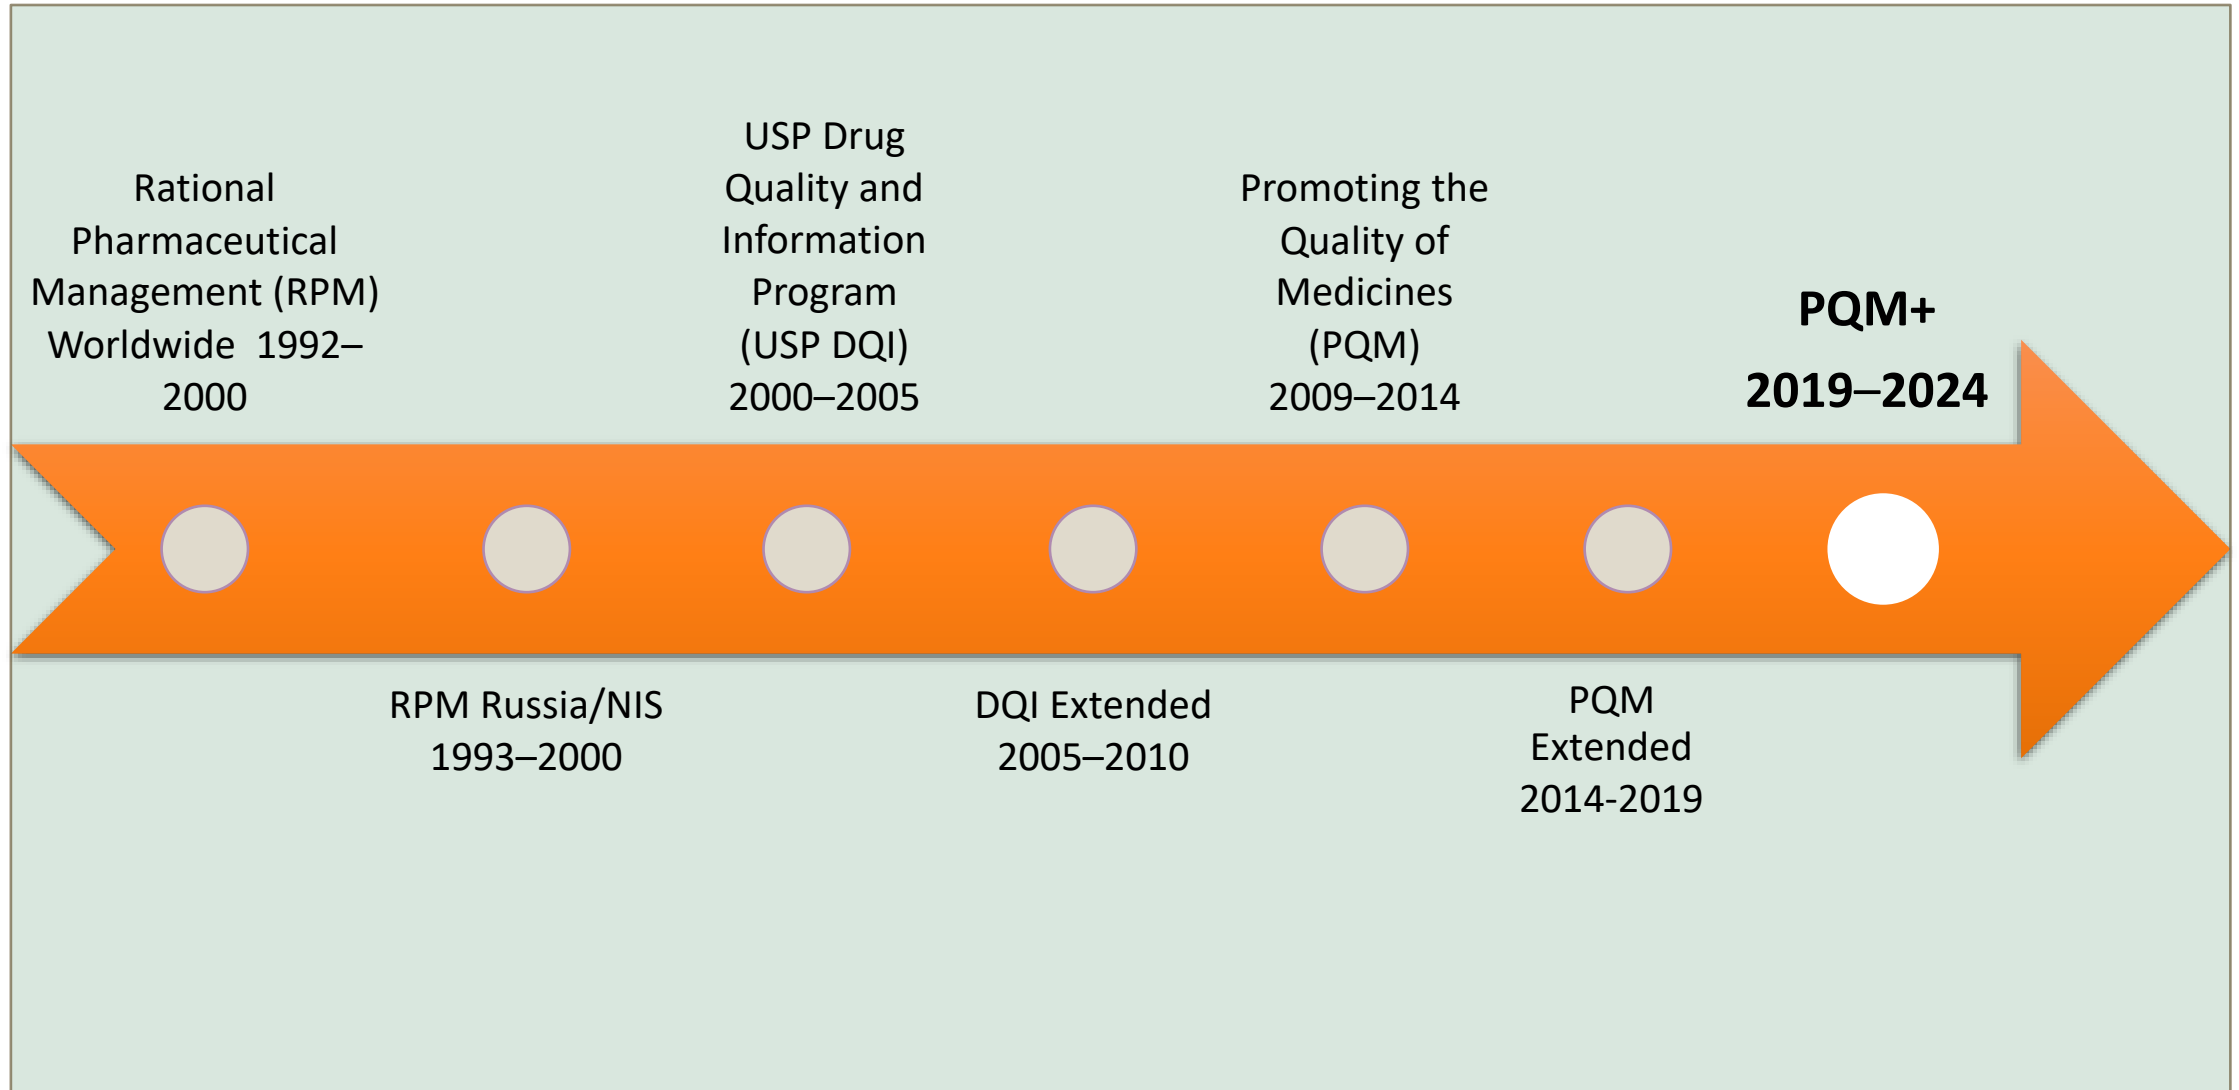 Rational
Pharmaceutical
Management (RPM)
Worldwide 1992–
2000
RPM Russia/NIS
1993–2000
USP Drug
Quality and
Information
Program
(USP DQI)
2000–2005
DQI Extended
2005–2010
Promoting the
Quality of
Medicines
(PQM)
2009–2014
PQM
Extended
2014-2019
PQM+
2019–2024